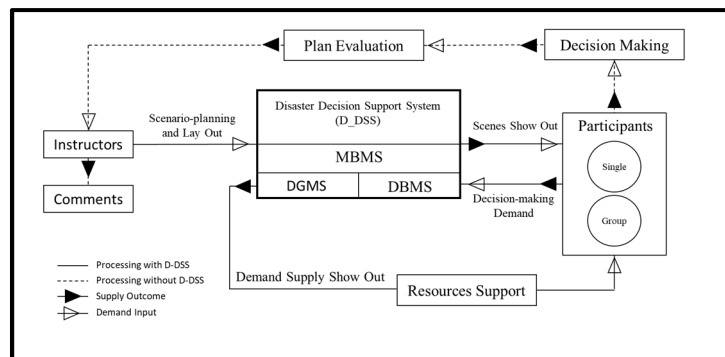 Plan Evaluation
Decision Making
Disaster Decision Support System
(D_DSS)
MBMS
DGMS
DBMS
Scenario-planning
and Lay Out
Instructors
Comments
Scenes Show Out
Participants
Single
Group
Decision-making
Demand
Demand Supply Show Out
Resources Support
Processing with D-DSS
Processing without D-DSS
Supply Outcome
Demand Input